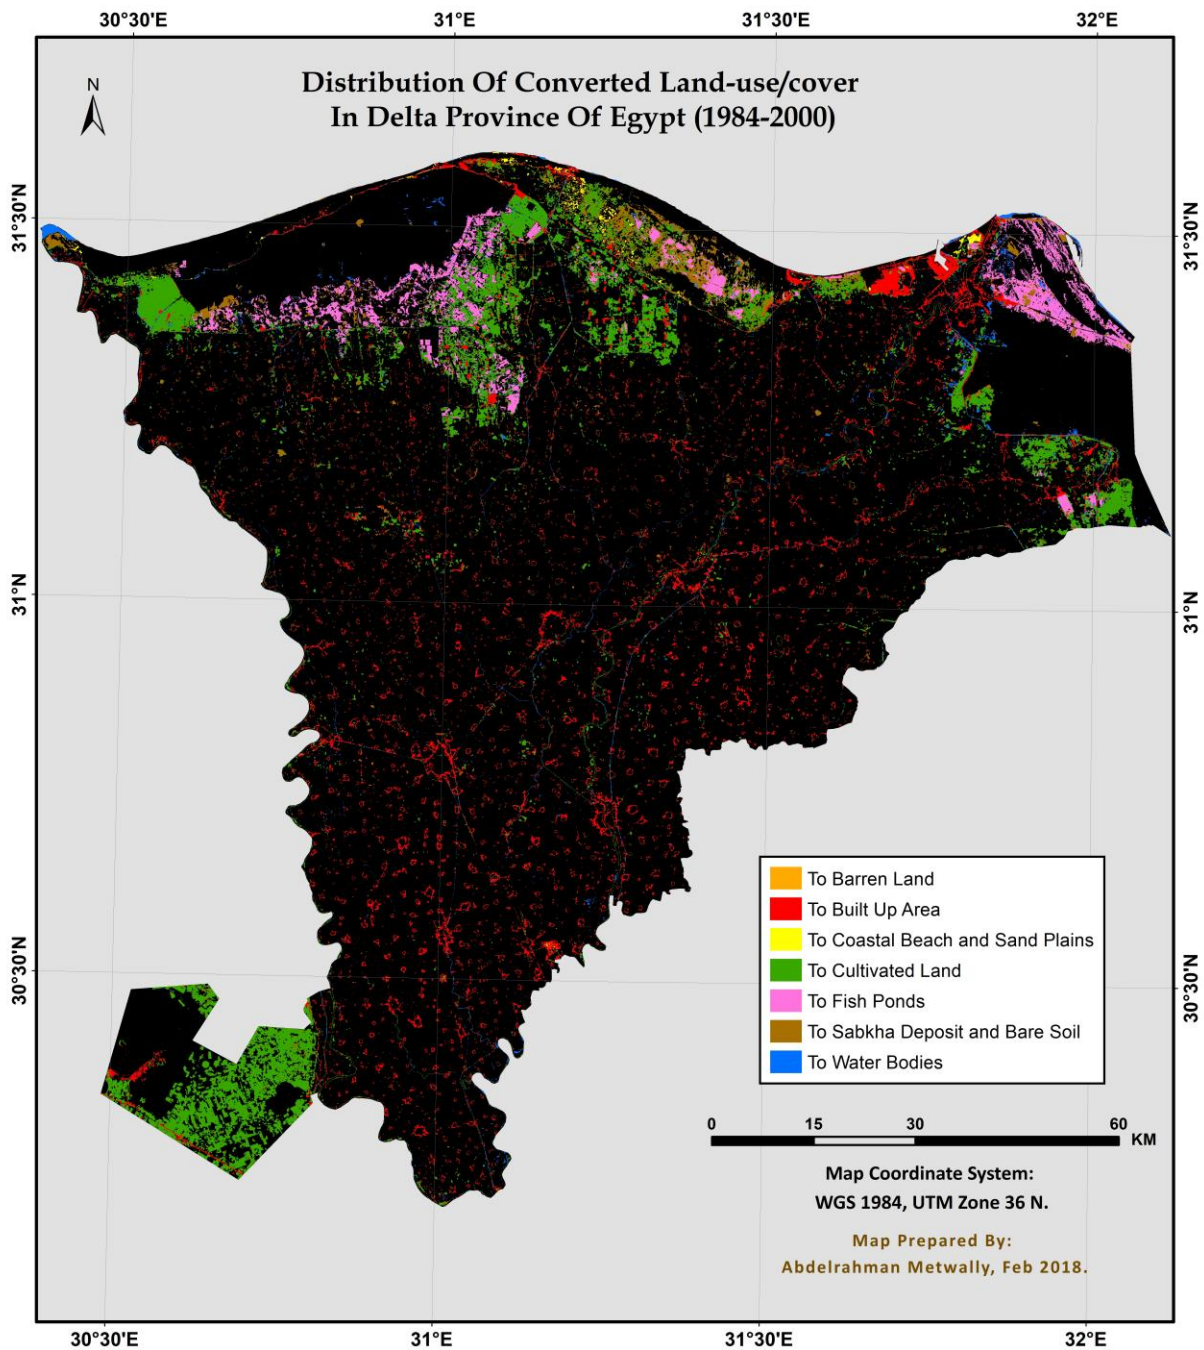 30°30'E 31°E 31°30'E 32°E
N
Distribution Of Converted Land-use/cover
In Delta Province Of Egypt (1984-2000)
31°30'N
31°30'N
31°N
31°N
30°30'N
30°30'N
To Barren Land
To Built Up Area
To Coastal Beach and Sand Plains
To Cultivated Land
To Fish Ponds
To Sabkha Deposit and Bare Soil
To Water Bodies
0 15 30 60
KM
Map Coordinate System:
WGS 1984, UTM Zone 36 N.
Map Prepared By:
Abdelrahman Metwally, Feb 2018.
30°30'E 31°E 31°30'E 32°E